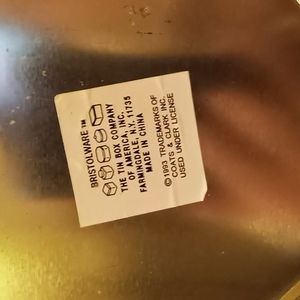 BRISTOLWARE™
THE TIN BOX COMPANY
OF AMERICA, INC.
FARMINGDALE, N.Y. 11735
MADE IN CHINA
©1993 TRADEMARKS OF
COATS & CLARK INC.
USED UNDER LICENSE